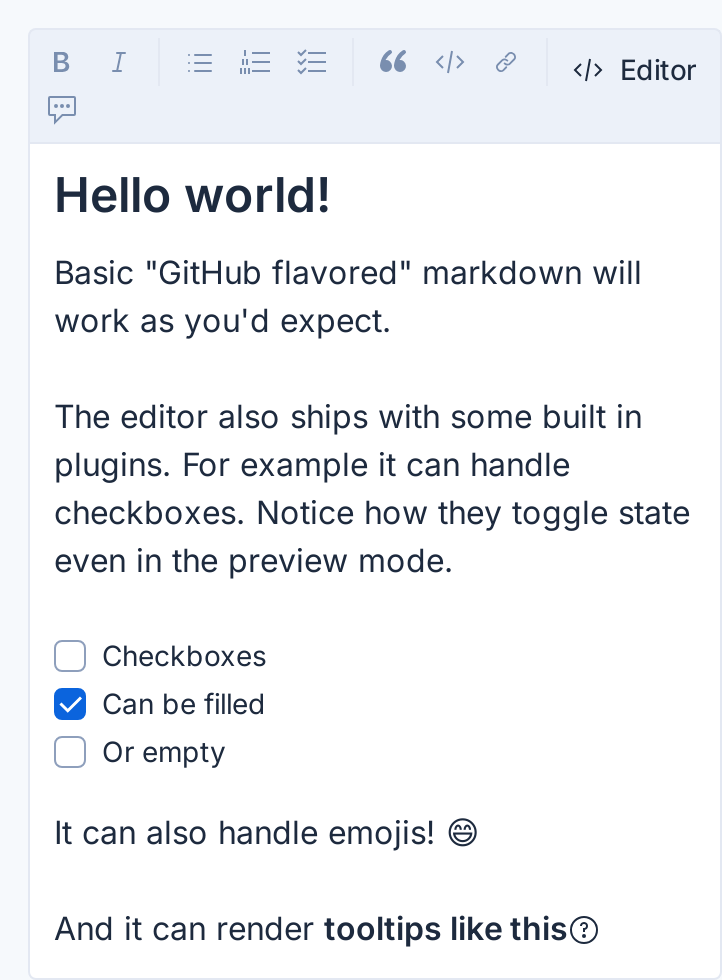 Editor
Hello world!
Basic "GitHub flavored" markdown will
work as you'd expect.
The editor also ships with some built in
plugins. For example it can handle
checkboxes. Notice how they toggle state
even in the preview mode.
Checkboxes
Can be filled
Or empty
It can also handle emojis! 😄
And it can render tooltips like this